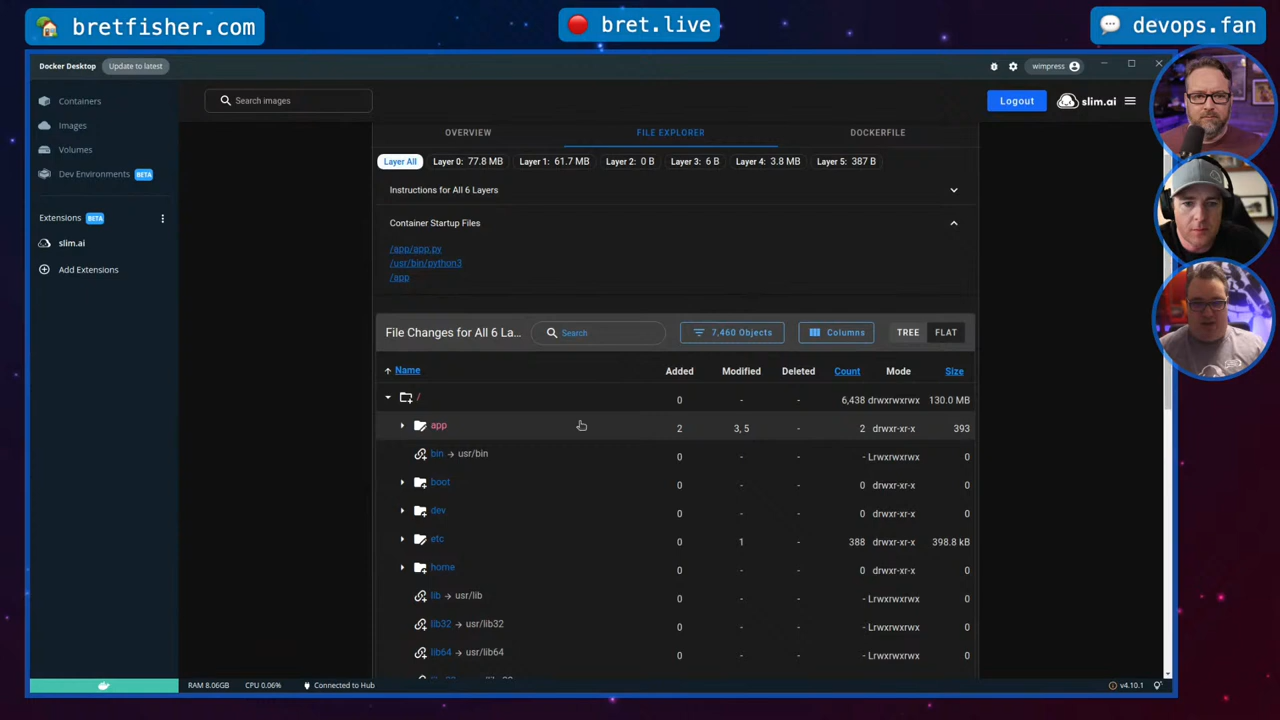 bretfisher.com
bret.live
devops.fan
Docker Desktop Update to latest
wimpress
Containers
Images
Volumes
Dev Environments BETA
Extensions BETA
slim.ai
Add Extensions
Search images
Logout
slim.ai
OVERVIEW FILE EXPLORER DOCKERFILE
Layer All Layer 0: 77.8 MB Layer 1: 61.7 MB Layer 2: 0 B Layer 3: 6 B Layer 4: 3.8 MB Layer 5: 387 B
Instructions for All 6 Layers
Container Startup Files
/app/app.py
/usr/bin/python3
/app
File Changes for All 6 La... Search 7,460 Objects Columns TREE FLAT
Name Added Modified Deleted Count Mode Size
/ 0 - - 6,438 drwxrwxrwx 130.0 MB
app 2 3, 5 - 2 drwxr-xr-x 393
bin → usr/bin 0 - - - Lrwxrwxrwx 0
boot 0 - - 0 drwxr-xr-x 0
dev 0 - - 0 drwxr-xr-x 0
etc 0 1 - 388 drwxr-xr-x 398.8 kB
home 0 - - 0 drwxr-xr-x 0
lib → usr/lib 0 - - - Lrwxrwxrwx 0
lib32 → usr/lib32 0 - - - Lrwxrwxrwx 0
lib64 → usr/lib64 0 - - - Lrwxrwxrwx 0
RAM 8.06GB CPU 0.06% Connected to Hub
v4.10.1